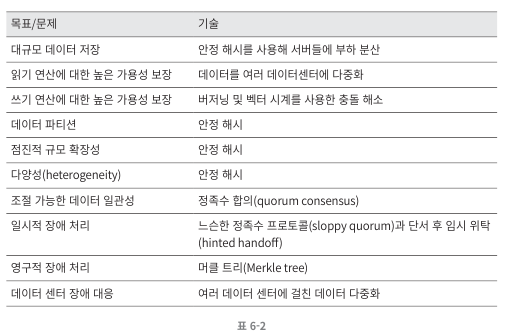 목표/문제 기술
대규모 데이터 저장 안정 해시를 사용해 서버들에 부하 분산
읽기 연산에 대한 높은 가용성 보장 데이터를 여러 데이터센터에 다중화
쓰기 연산에 대한 높은 가용성 보장 버저닝 및 벡터 시계를 사용한 충돌 해소
데이터 파티션 안정 해시
점진적 규모 확장성 안정 해시
다양성(heterogeneity) 안정 해시
조절 가능한 데이터 일관성 정족수 합의(quorum consensus)
일시적 장애 처리 느슨한 정족수 프로토콜(sloppy quorum)과 단서 후 임시 위탁
(hinted handoff)
영구적 장애 처리 머클 트리(Merkle tree)
데이터 센터 장애 대응 여러 데이터 센터에 걸친 데이터 다중화
표 6-2